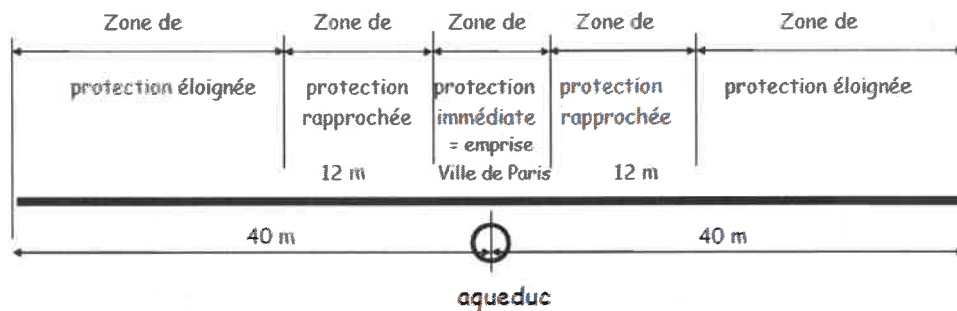 Zone de Zone de Zone de Zone de Zone de
protection éloignée protection protection protection protection éloignée
rapprochée immédiate rapprochée
= emprise
12 m Ville de Paris 12 m
40 m 40 m
aqueduc